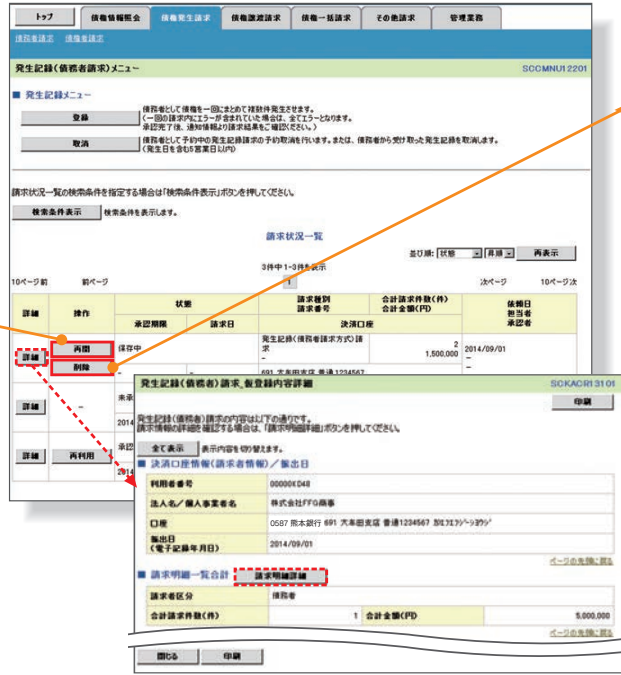 トップ 債権情報照会 債権発生請求 債権譲渡請求 債権一括請求 その他請求 管理業務
債務者請求 債権者請求
発生記録(債務者請求)メニュー SCCMNU12201
■ 発生記録メニュー
登録 債務者として債権を一回にまとめて複数件発生させます。
(一回の請求内にエラーが含まれていた場合は、全てエラーとなります。
承認完了後、通知情報より請求結果をご確認ください。)
取消 債務者として予約中の発生記録請求の予約取消を行います。または、債務者から受け取った発生記録を取消します。
(発生日を含む5営業日以内)
請求状況一覧の検索条件を指定する場合は「検索条件表示」ボタンを押してください。
検索条件表示 検索条件を表示します。
請求状況一覧
並び順: 状態 昇順 再表示
3件中 1-3件を表示
10ページ前 前ページ 1 次ページ 10ページ次
詳細 操作 状態 請求種別 請求番号 合計請求件数(件) 合計金額(円) 依頼日 担当者 承認者
承認期限 請求日 決済口座
詳細 再開 保存中 発生記録(債務者請求方式)請求 2 2014/09/01
- 1,500,000 -
削除 - 691 大牟田支店 普通 1234567 -
詳細 - 未承
2014
詳細 再利用 承認
2014
発生記録(債務者)請求_仮登録内容詳細 SCKACR13101
印刷
発生記録(債務者)請求の内容は以下の通りです。
請求情報の詳細を確認する場合は、「請求明細詳細」ボタンを押してください。
全て表示 表示内容を切り替えます。
■ 決済口座情報(請求者情報)/振出日
利用者番号 00000K048
法人名/個人事業者名 株式会社FFG商事
口座 0587 熊本銀行 691 大牟田支店 普通1234567
振出日
(電子記録年月日) 2014/09/01
ページの先頭に戻る
■ 請求明細一覧合計 請求明細詳細
請求者区分 債務者
合計請求件数(件) 1 合計金額(円) 5,000,000
ページの先頭に戻る
閉じる 印刷